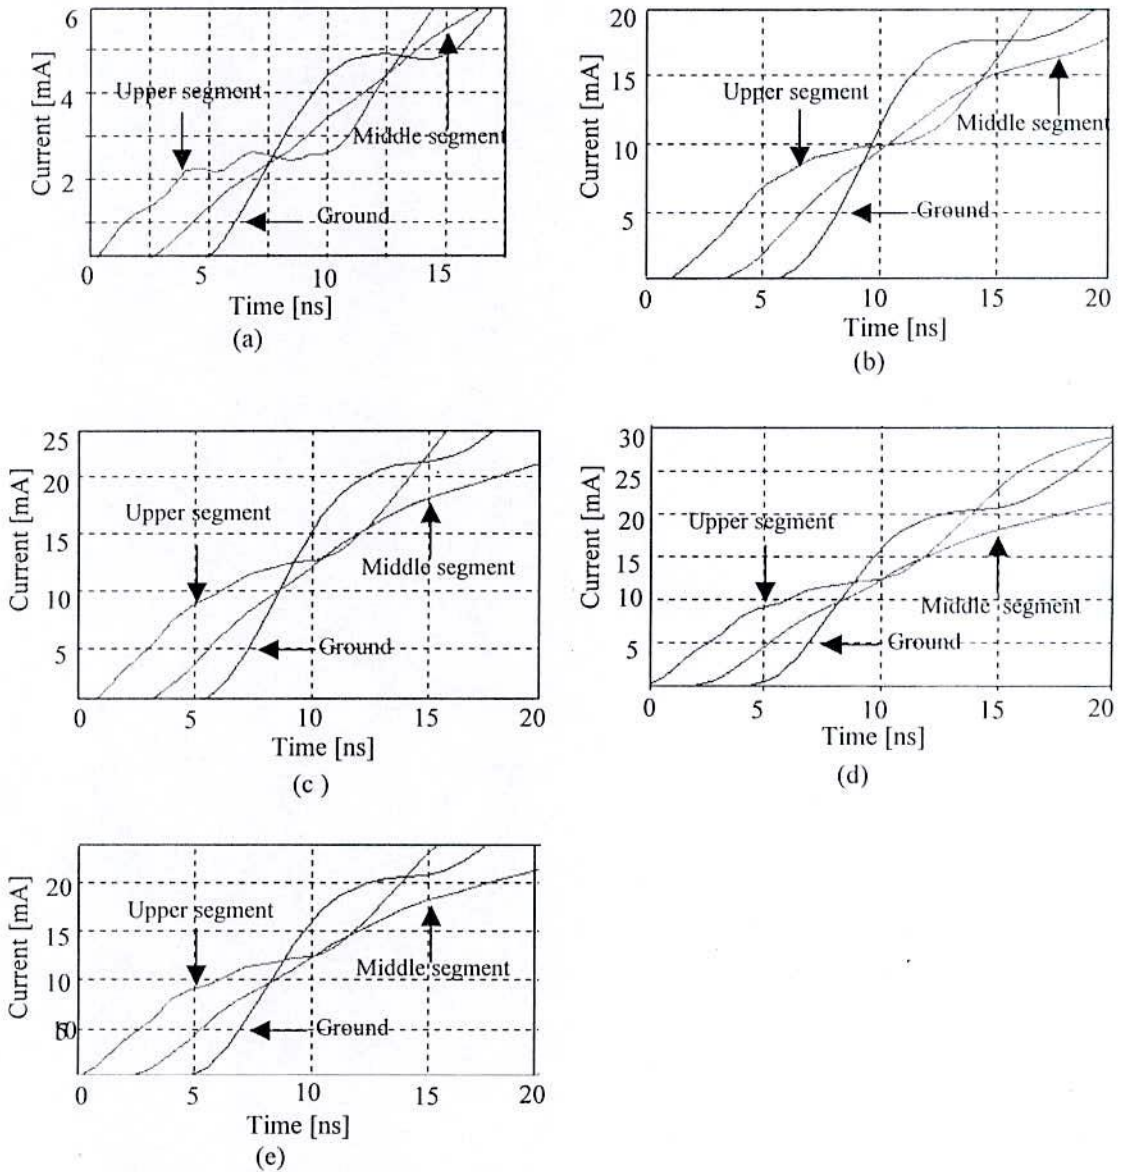 6
4
2
Current [mA]
Upper segment
Middle segment
Ground
0 5 10 15
Time [ns]
(a)
20
15
10
5
Current [mA]
Upper segment
Middle segment
Ground
0 5 10 15 20
Time [ns]
(b)
25
20
15
10
5
Current [mA]
Upper segment
Middle segment
Ground
0 5 10 15 20
Time [ns]
(c )
30
25
20
15
10
5
Current [mA]
Upper segment
Middle segment
Ground
0 5 10 15 20
Time [ns]
(d)
20
15
10
Current [mA]
Upper segment
Middle segment
Ground
0 5 10 15 20
Time [ns]
(e)